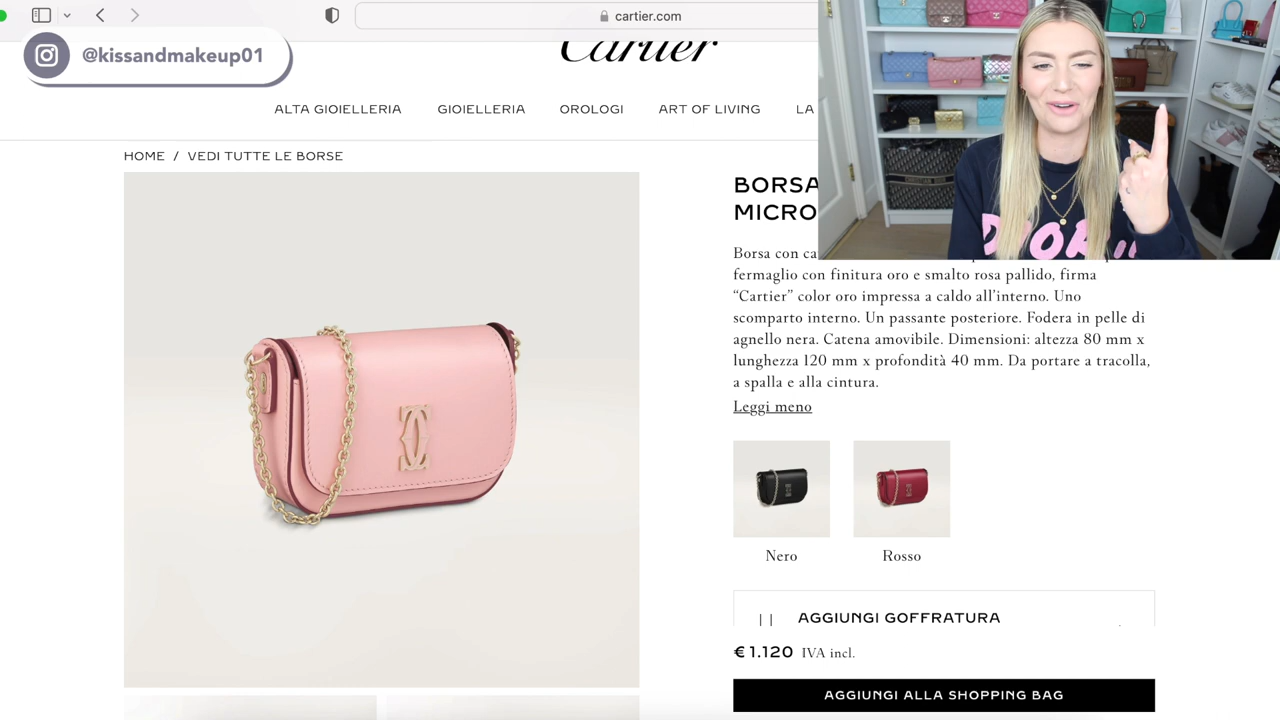 cartier.com
@kissandmakeup01
Cartier
ALTA GIOIELLERIA GIOIELLERIA OROLOGI ART OF LIVING LA
HOME / VEDI TUTTE LE BORSE
BORSA
MICRO
Borsa con ca
fermaglio con finitura oro e smalto rosa pallido, firma
“Cartier” color oro impressa a caldo all’interno. Uno
scomparto interno. Un passante posteriore. Fodera in pelle di
agnello nera. Catena amovibile. Dimensioni: altezza 80 mm x
lunghezza 120 mm x profondità 40 mm. Da portare a tracolla,
a spalla e alla cintura.
Leggi meno
Nero Rosso
AGGIUNGI GOFFRATURA
€ 1.120 IVA incl.
AGGIUNGI ALLA SHOPPING BAG